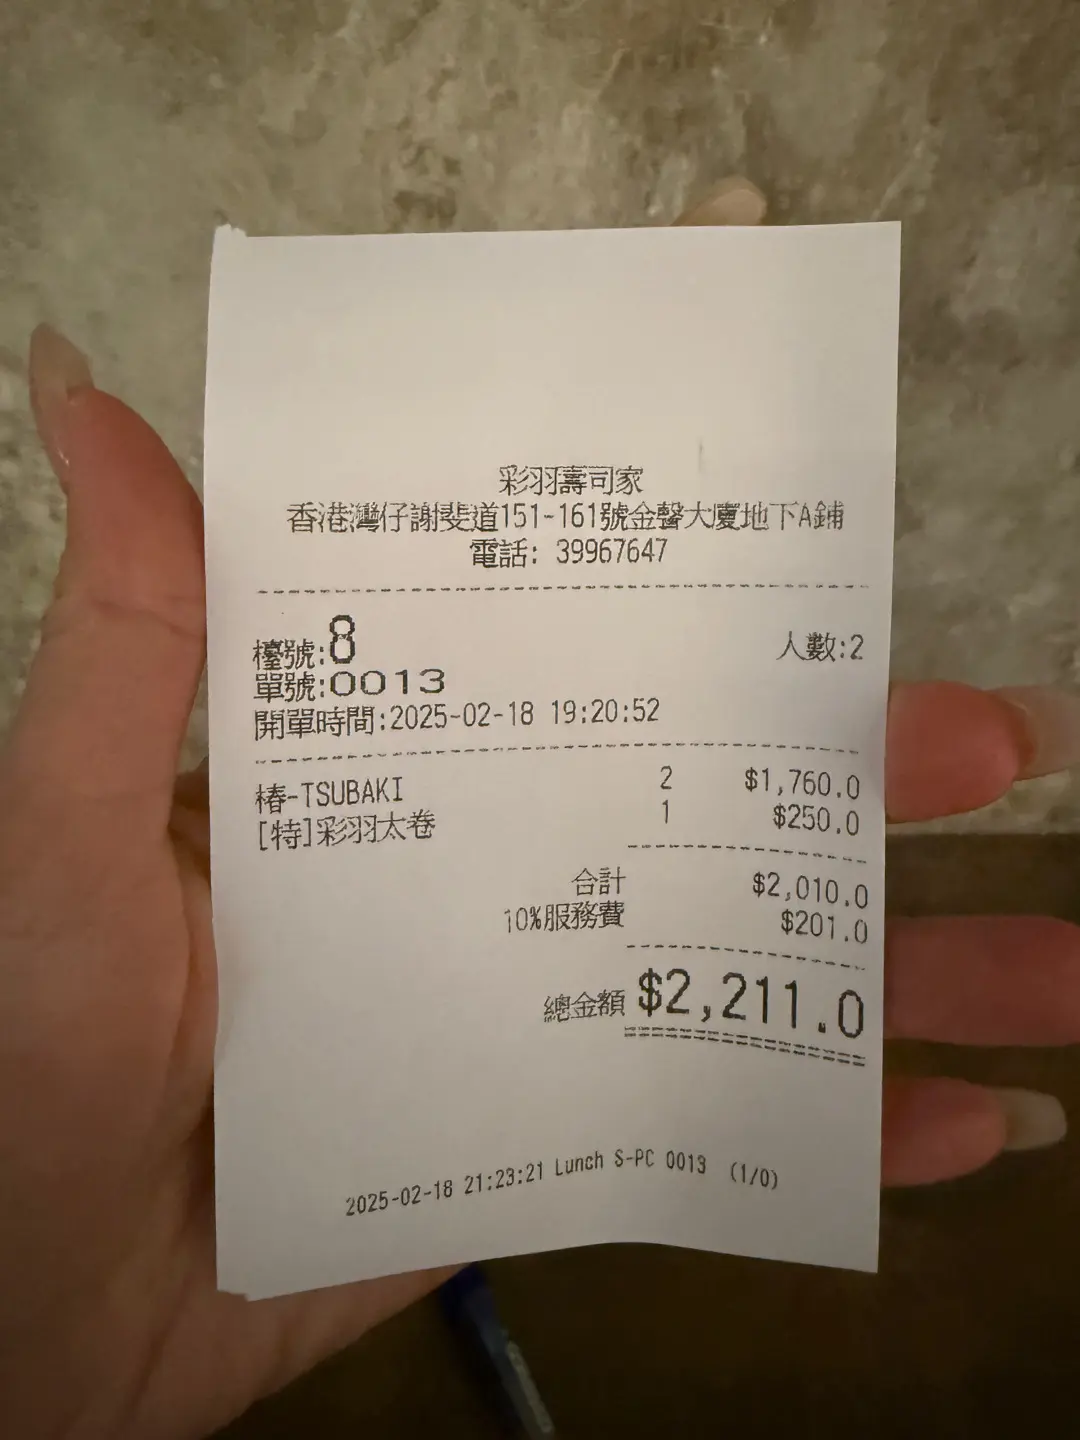 彩羽壽司家
香港灣仔謝斐道151-161號金聲大廈地下A鋪
電話: 39967647
檯號:8 人數:2
單號:0013
開單時間:2025-02-18 19:20:52
椿-TSUBAKI 2 $1,760.0
[特]彩羽太卷 1 $250.0
合計 $2,010.0
10%服務費 $201.0
總金額 $2,211.0
2025-02-18 21:23:21 Lunch S-PC 0013 (1/0)